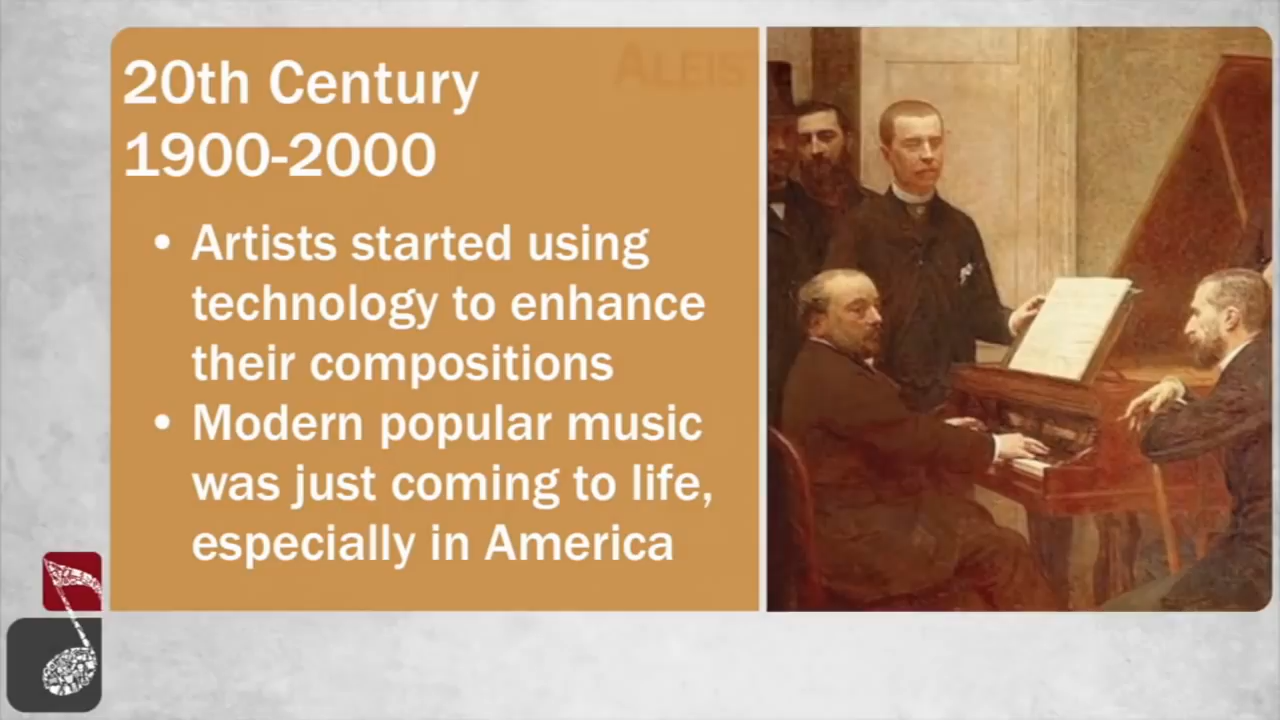 20th Century
1900-2000
• Artists started using
technology to enhance
their compositions
• Modern popular music
was just coming to life,
especially in America